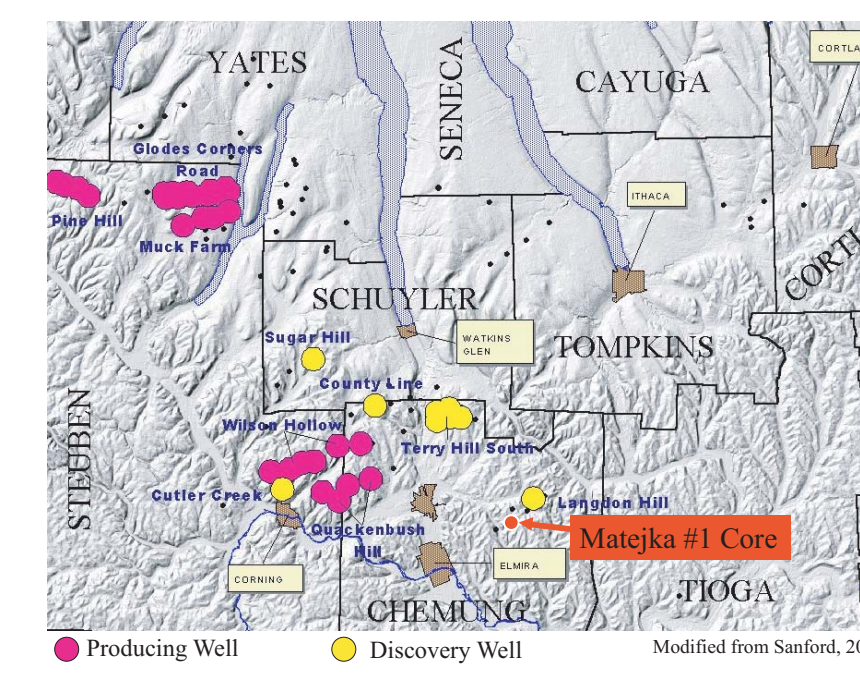 YATES
SENECA
CAYUGA
CORTLA
Glodes Corners
Road
ITHACA
Pine Hill
Muck Farm
CORTL
SCHUYLER
WATKINS
GLEN
TOMPKINS
Sugar Hill
County Line
STEUBEN
Wilson Hollow
Terry Hill South
Cutler Creek
Langdon Hill
Quackenbush
Hill
Matejka #1 Core
CORNING
ELMIRA
TIOGA
CHEMUNG
Producing Well
Discovery Well
Modified from Sanford, 20